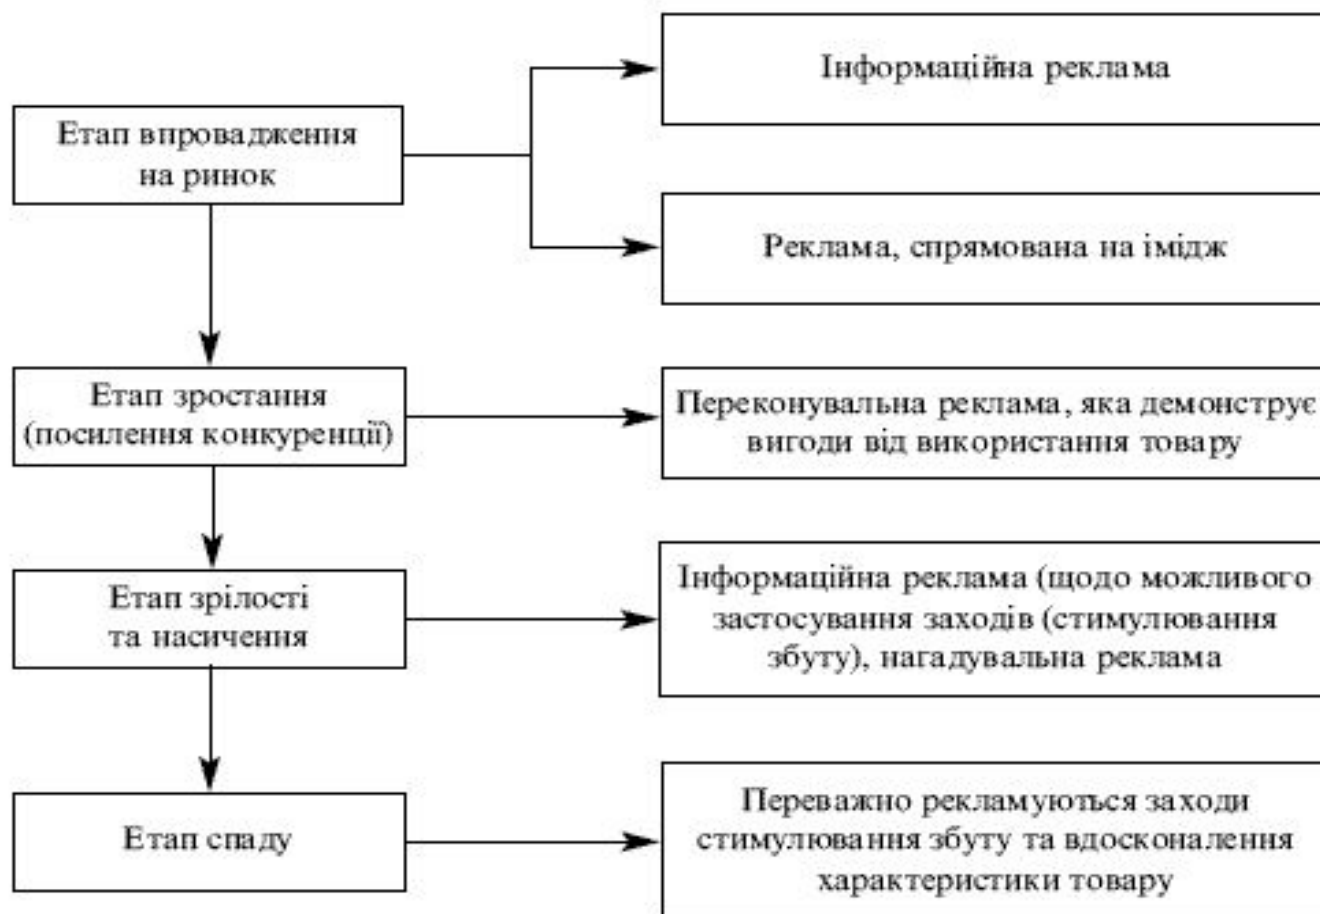 Інформаційна реклама
Етап впровадження
на ринок
Реклама, спрямована на імідж
Етап зростання
(посилення конкуренції)
Переконувальна реклама, яка демонструє
вигоди від використання товару
Етап зрілості
та насичення
Інформаційна реклама (щодо можливого
застосування заходів (стимулювання
збуту), нагадувальна реклама
Етап спаду
Переважно рекламуються заходи
стимулювання збуту та вдосконалення
характеристики товару